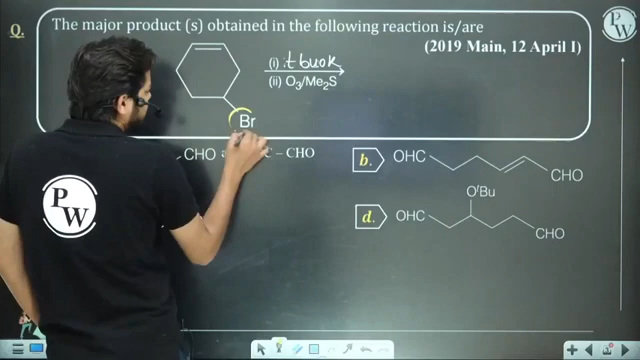 Q.
The major product (s) obtained in the following reaction is/are
(2019 Main, 12 April I)
(i) t buok
(ii) O₃/Me₂S
Br
CHO
– CHO
b. OHC CHO
OᵗBu
d. OHC CHO
PW
PW